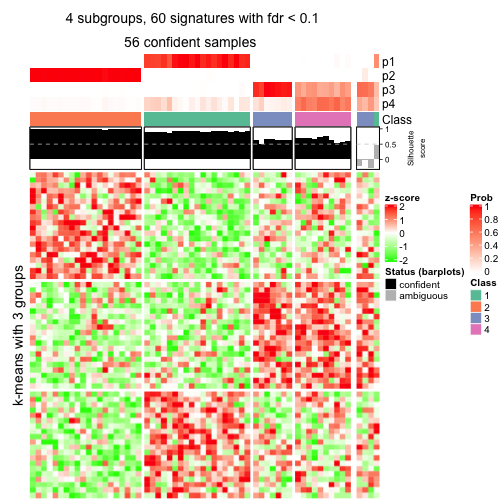 4 subgroups, 60 signatures with fdr < 0.1
56 confident samples
p1
p2
p3
p4
Class
1
0.5
0
Silhouette
score
k-means with 3 groups
z-score
2
1
0
-1
-2
Status (barplots)
confident
ambiguous
Prob
1
0.8
0.6
0.4
0.2
0
Class
1
2
3
4